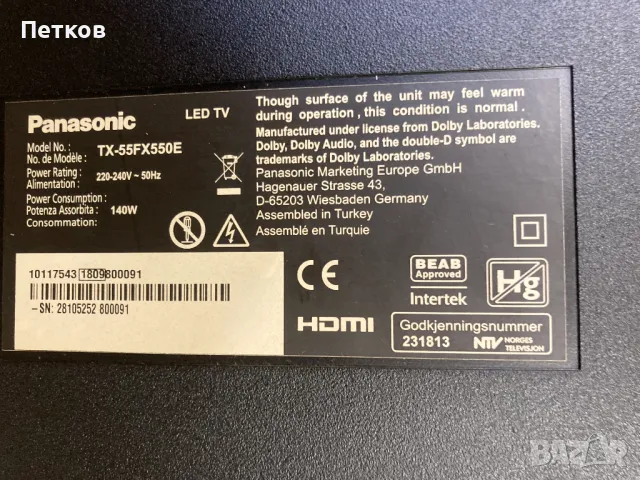 Петков
Panasonic
LED TV
Model No.:
No. de Modèle :
TX-55FX550E
Power Rating :
Alimentation :
220-240V ~ 50Hz
Power Consumption :
Potenza Assorbita :
Consommation:
140W
Though surface of the unit may feel warm
during operation , this condition is normal .
Manufactured under license from Dolby Laboratories.
Dolby, Dolby Audio, and the double-D symbol are
trademarks of Dolby Laboratories.
Panasonic Marketing Europe GmbH
Hagenauer Strasse 43,
D-65203 Wiesbaden Germany
Assembled in Turkey
Assemblé en Turquie
10117543 1809800091
–SN: 28105252 800091
CE
BEAB
Approved
Intertek
Hg
HDMI
Godkjenningsnummer
231813
NTV NORGES
TELEVISJON
BAZAR